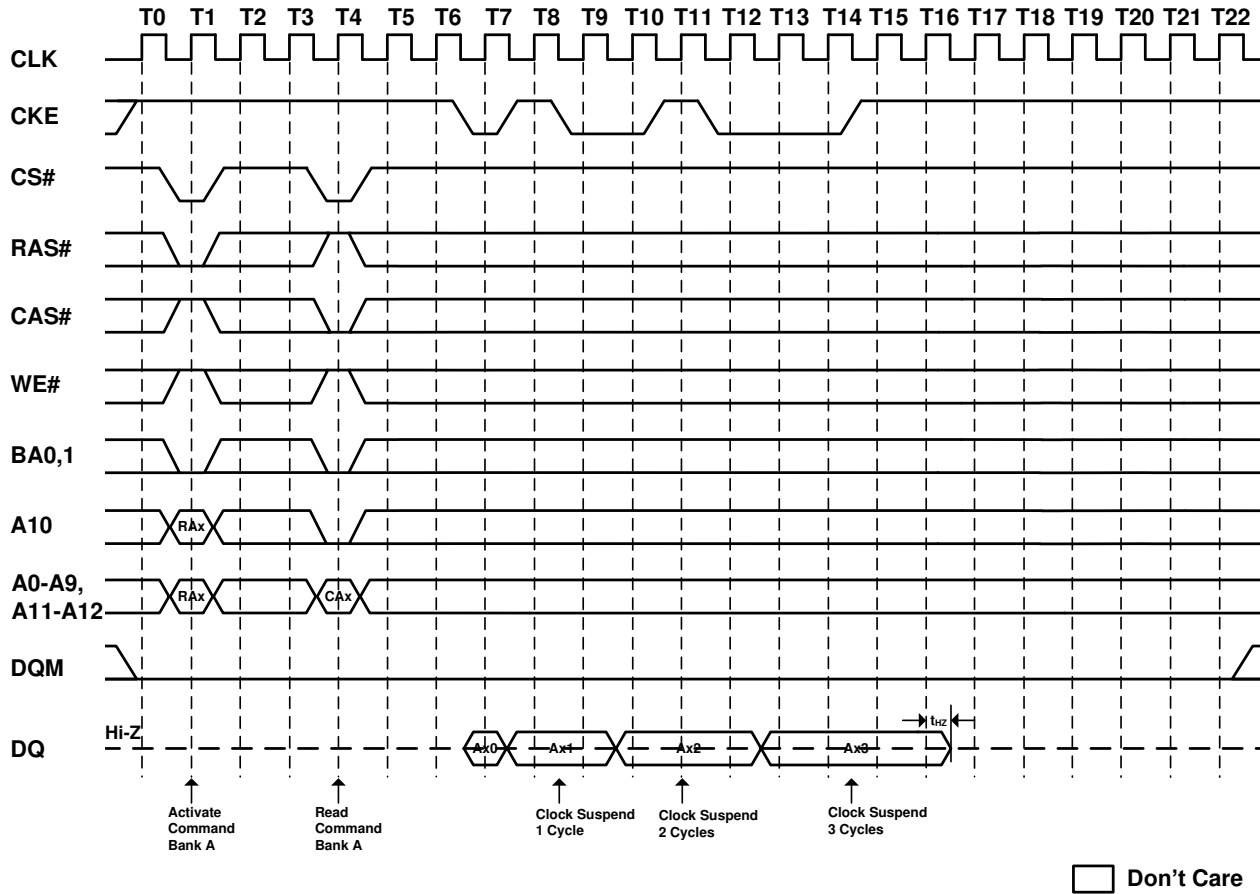 T0 T1 T2 T3 T4 T5 T6 T7 T8 T9 T10 T11 T12 T13 T14 T15 T16 T17 T18 T19 T20 T21 T22
CLK
CKE
CS#
RAS#
CAS#
WE#
BA0,1
A10
RAx
A0-A9,
A11-A12
RAx CAx
DQM
Hi-Z
tHZ
DQ
Ax0 Ax1 Ax2 Ax3
Activate
Command
Bank A
Read
Command
Bank A
Clock Suspend
1 Cycle
Clock Suspend
2 Cycles
Clock Suspend
3 Cycles
Don't Care